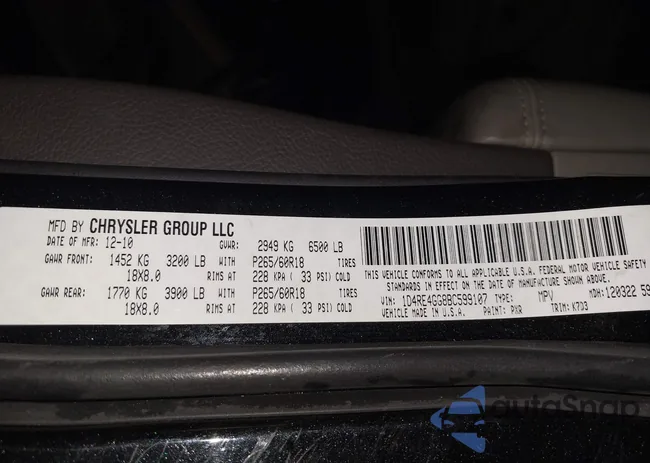 MFD BY CHRYSLER GROUP LLC
DATE OF MFR: 12-10 GVWR: 2949 KG 6500 LB
GAWR FRONT: 1452 KG 3200 LB WITH P265/60R18 TIRES
18X8.0 RIMS AT 228 KPA ( 33 PSI) COLD
GAWR REAR: 1770 KG 3900 LB WITH P265/60R18 TIRES
18X8.0 RIMS AT 228 KPA ( 33 PSI) COLD
THIS VEHICLE CONFORMS TO ALL APPLICABLE U.S.A. FEDERAL MOTOR VEHICLE SAFETY
STANDARDS IN EFFECT ON THE DATE OF MANUFACTURE SHOWN ABOVE.
VIN: 1D4RE4GG8BC599107 TYPE: MPV MDH: 120322 59
VEHICLE MADE IN U.S.A. PAINT: PXR TRIM: K7D3
autoSnap